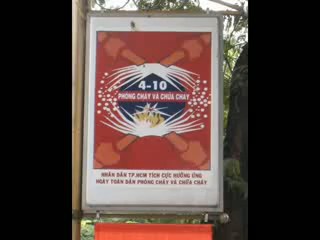 4-10
PHÒNG CHÁY VÀ CHỮA CHÁY
NHÂN DÂN TP.HCM TÍCH CỰC HƯỞNG ỨNG
NGÀY TOÀN DÂN PHÒNG CHÁY VÀ CHỮA CHÁY